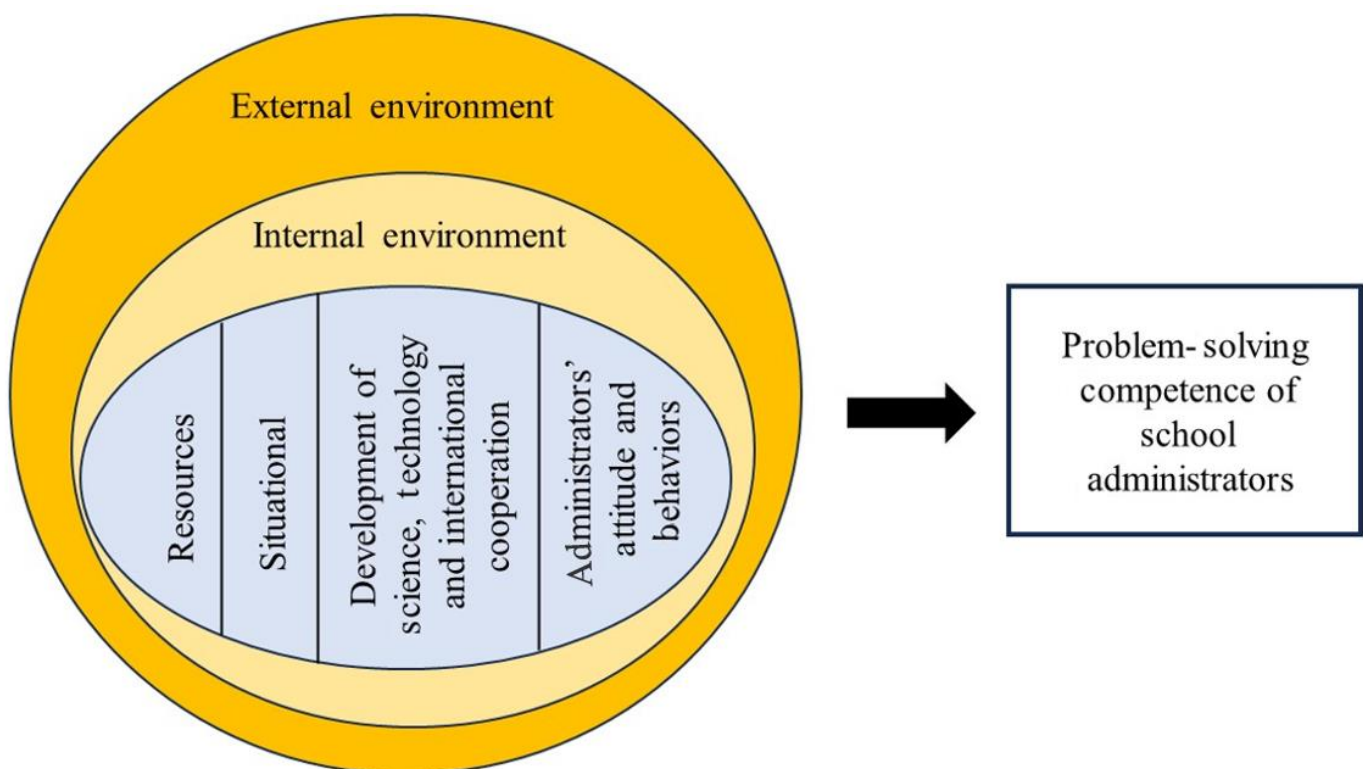 External environment
Internal environment
Resources
Situational
Development of
science, technology
and international
cooperation
Administrators’
attitude and
behaviors
Problem- solving
competence of
school
administrators